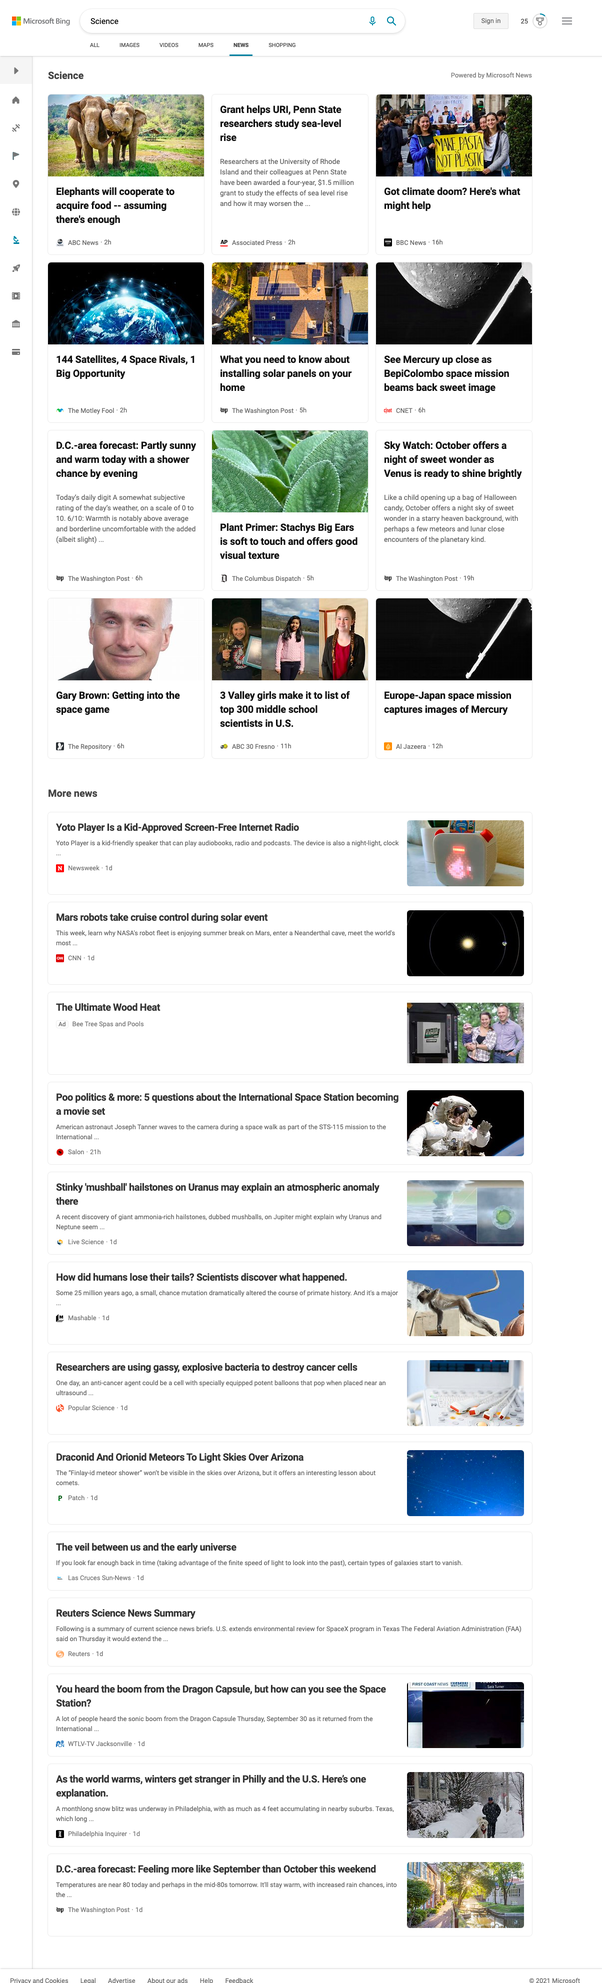 Microsoft Bing
Science
Sign in
25
ALL
IMAGES
VIDEOS
MAPS
NEWS
SHOPPING
Science
Powered by Microsoft News
Elephants will cooperate to
acquire food -- assuming
there's enough
ABC News · 2h
Grant helps URI, Penn State
researchers study sea-level
rise
Researchers at the University of Rhode
Island and their colleagues at Penn State
have been awarded a four-year, $1.5 million
grant to study the effects of sea level rise
and how it may worsen the ...
AP
Associated Press · 2h
MAKE PASTA
NOT PLASTIC
Got climate doom? Here's what
might help
BBC News · 16h
144 Satellites, 4 Space Rivals, 1
Big Opportunity
The Motley Fool · 2h
What you need to know about
installing solar panels on your
home
wp
The Washington Post · 5h
See Mercury up close as
BepiColombo space mission
beams back sweet image
CNET · 6h
D.C.-area forecast: Partly sunny
and warm today with a shower
chance by evening
Today's daily digit A somewhat subjective
rating of the day's weather, on a scale of 0 to
10. 6/10: Warmth is notably above average
and borderline uncomfortable with the added
(albeit slight) ...
wp
The Washington Post · 6h
Plant Primer: Stachys Big Ears
is soft to touch and offers good
visual texture
The Columbus Dispatch · 5h
Sky Watch: October offers a
night of sweet wonder as
Venus is ready to shine brightly
Like a child opening up a bag of Halloween
candy, October offers a night sky of sweet
wonder in a starry heaven background, with
perhaps a few meteors and lunar close
encounters of the planetary kind.
wp
The Washington Post · 19h
Gary Brown: Getting into the
space game
The Repository · 6h
3 Valley girls make it to list of
top 300 middle school
scientists in U.S.
ABC 30 Fresno · 11h
Europe-Japan space mission
captures images of Mercury
Al Jazeera · 12h
More news
Yoto Player Is a Kid-Approved Screen-Free Internet Radio
Yoto Player is a kid-friendly speaker that can play audiobooks, radio and podcasts. The device is also a night-light, clock
...
N
Newsweek · 1d
Mars robots take cruise control during solar event
This week, learn why NASA's robot fleet is enjoying summer break on Mars, enter a Neanderthal cave, meet the world's
most ...
CNN · 1d
The Ultimate Wood Heat
Ad
Bee Tree Spas and Pools
Poo politics & more: 5 questions about the International Space Station becoming
a movie set
American astronaut Joseph Tanner waves to the camera during a space walk as part of the STS-115 mission to the
International ...
Salon · 21h
Stinky 'mushball' hailstones on Uranus may explain an atmospheric anomaly
there
A recent discovery of giant ammonia-rich hailstones, dubbed mushballs, on Jupiter might explain why Uranus and
Neptune seem ...
Live Science · 1d
How did humans lose their tails? Scientists discover what happened.
Some 25 million years ago, a small, chance mutation dramatically altered the course of primate history. And it's a major
...
Mashable · 1d
Researchers are using gassy, explosive bacteria to destroy cancer cells
One day, an anti-cancer agent could be a cell with specially equipped potent balloons that pop when placed near an
ultrasound ...
Popular Science · 1d
Draconid And Orionid Meteors To Light Skies Over Arizona
The "Finlay-id meteor shower" won't be visible in the skies over Arizona, but it offers an interesting lesson about
comets.
P
Patch · 1d
The veil between us and the early universe
If you look far enough back in time (taking advantage of the finite speed of light to look into the past), certain types of galaxies start to vanish.
Las Cruces Sun-News · 1d
Reuters Science News Summary
Following is a summary of current science news briefs. U.S. extends environmental review for SpaceX program in Texas The Federal Aviation Administration (FAA)
said on Thursday it would extend the ...
Reuters · 1d
You heard the boom from the Dragon Capsule, but how can you see the Space
Station?
A lot of people heard the sonic boom from the Dragon Capsule Thursday, September 30 as it returned from the
International ...
WTLV-TV Jacksonville · 1d
FIRST COAST NEWS
As the world warms, winters get stranger in Philly and the U.S. Here's one
explanation.
A monthlong snow blitz was underway in Philadelphia, with as much as 4 feet accumulating in nearby suburbs. Texas,
which long ...
Philadelphia Inquirer · 1d
D.C.-area forecast: Feeling more like September than October this weekend
Temperatures are near 80 today and perhaps in the mid-80s tomorrow. It'll stay warm, with increased rain chances, into
the ...
wp
The Washington Post · 1d
Privacy and Cookies
Legal
Advertise
About our ads
Help
Feedback
© 2021 Microsoft